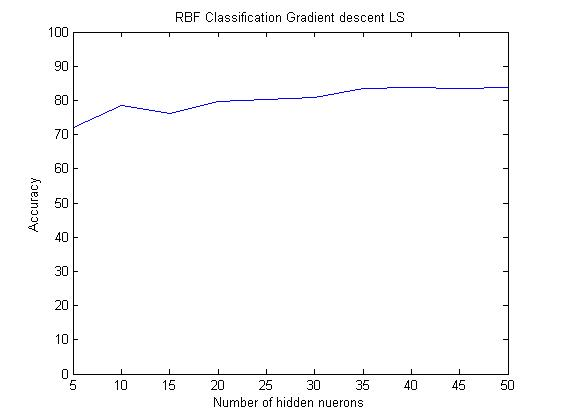 RBF Classification Gradient descent LS
100
90
80
70
60
50
40
30
20
10
0
Accuracy
5 10 15 20 25 30 35 40 45 50
Number of hidden nuerons